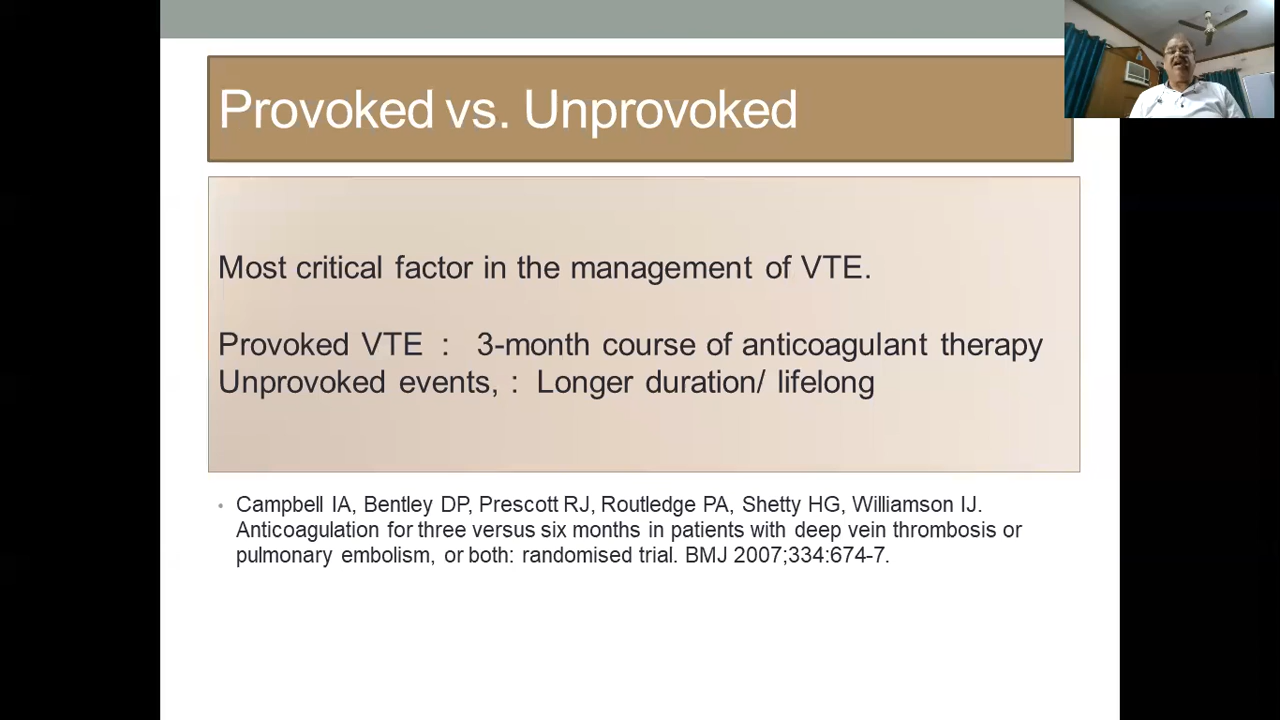 Provoked vs. Unprovoked
Most critical factor in the management of VTE.
Provoked VTE : 3-month course of anticoagulant therapy
Unprovoked events, : Longer duration/ lifelong
• Campbell IA, Bentley DP, Prescott RJ, Routledge PA, Shetty HG, Williamson IJ.
Anticoagulation for three versus six months in patients with deep vein thrombosis or
pulmonary embolism, or both: randomised trial. BMJ 2007;334:674-7.